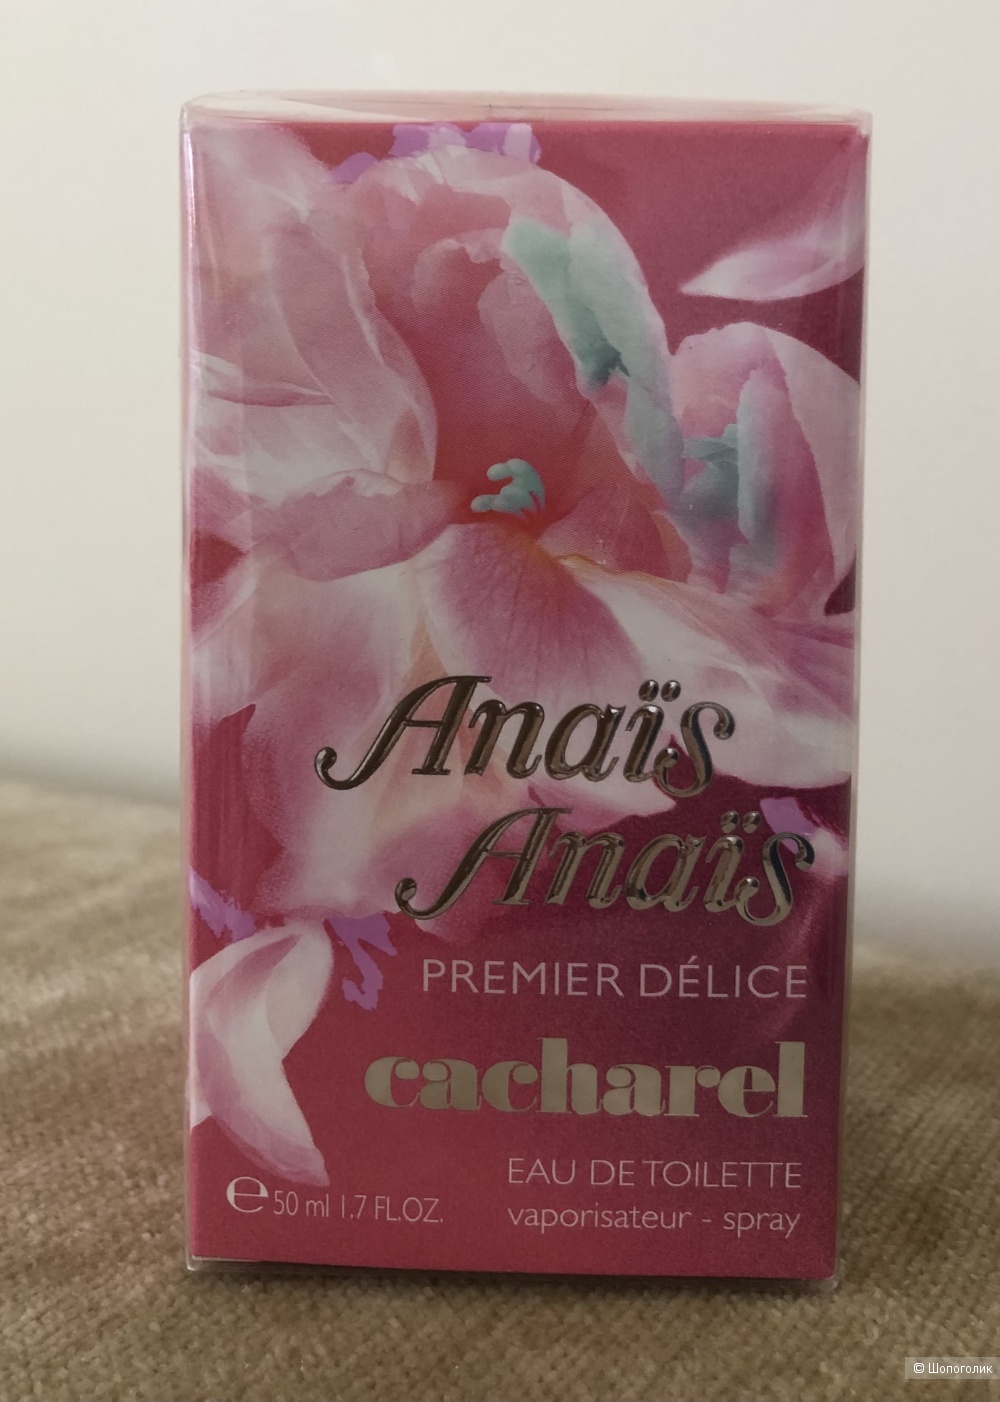 Anaïs
Anaïs
PREMIER DÉLICE
cacharel
EAU DE TOILETTE
℮ 50 ml 1.7 FL.OZ.
vaporisateur - spray
© Шопоголик